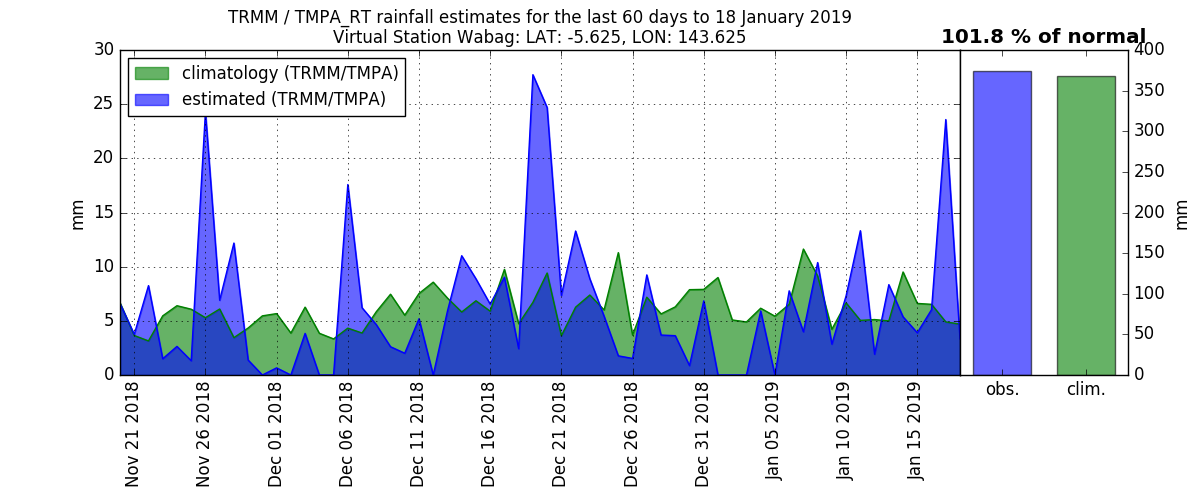 TRMM / TMPA_RT rainfall estimates for the last 60 days to 18 January 2019
Virtual Station Wabag: LAT: -5.625, LON: 143.625
101.8 % of normal
climatology (TRMM/TMPA)
estimated (TRMM/TMPA)
30
25
20
15
10
5
0
mm
400
350
300
250
200
150
100
50
0
mm
Nov 21 2018
Nov 26 2018
Dec 01 2018
Dec 06 2018
Dec 11 2018
Dec 16 2018
Dec 21 2018
Dec 26 2018
Dec 31 2018
Jan 05 2019
Jan 10 2019
Jan 15 2019
obs.
clim.